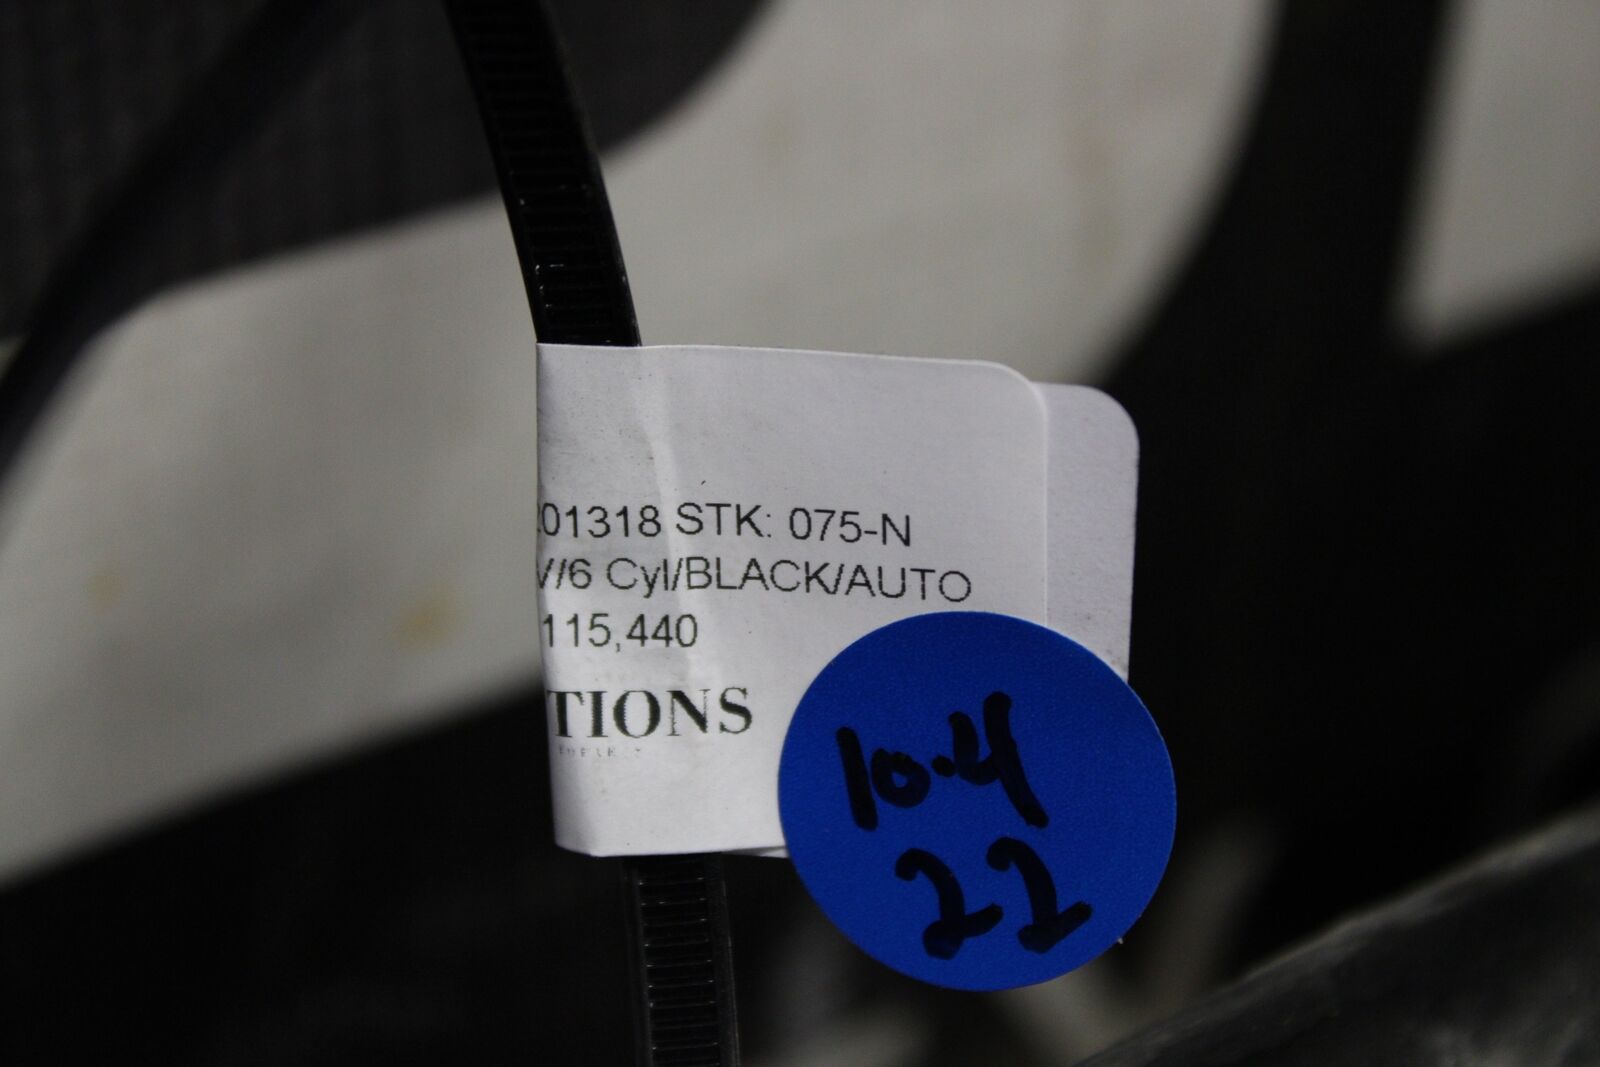 01318 STK: 075-N
V/6 Cyl/BLACK/AUTO
115,440
TIONS
10.4
22